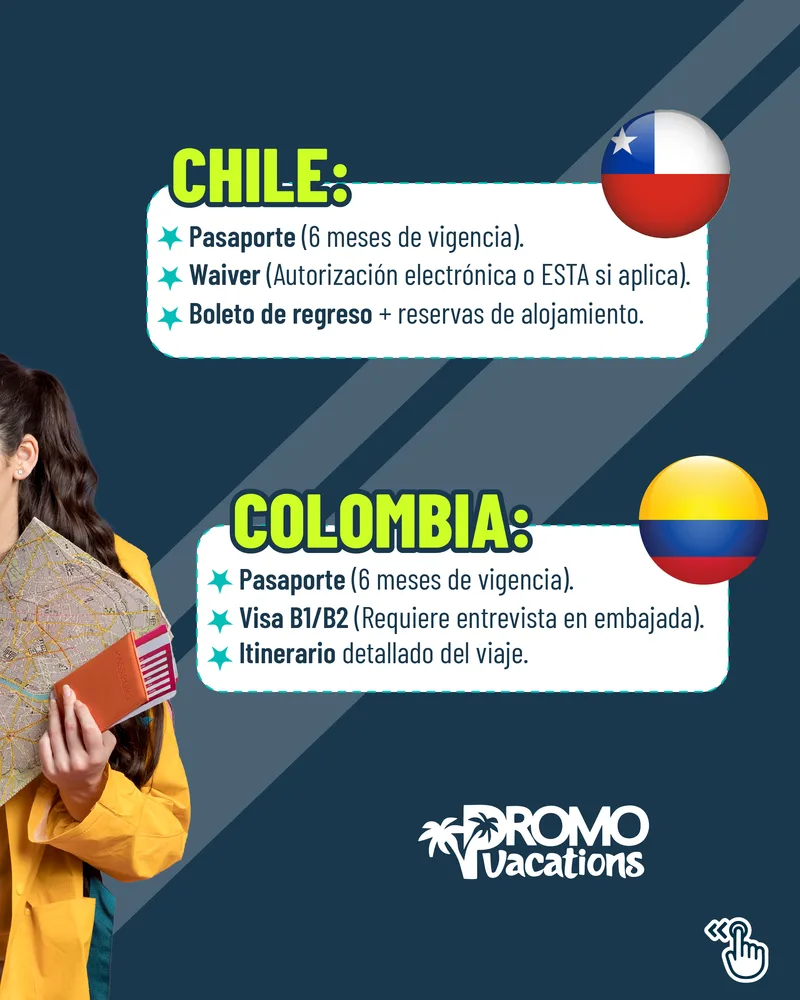 CHILE:
Pasaporte (6 meses de vigencia).
Waiver (Autorización electrónica o ESTA si aplica).
Boleto de regreso + reservas de alojamiento.
COLOMBIA:
Pasaporte (6 meses de vigencia).
Visa B1/B2 (Requiere entrevista en embajada).
Itinerario detallado del viaje.
PROMO
vacations